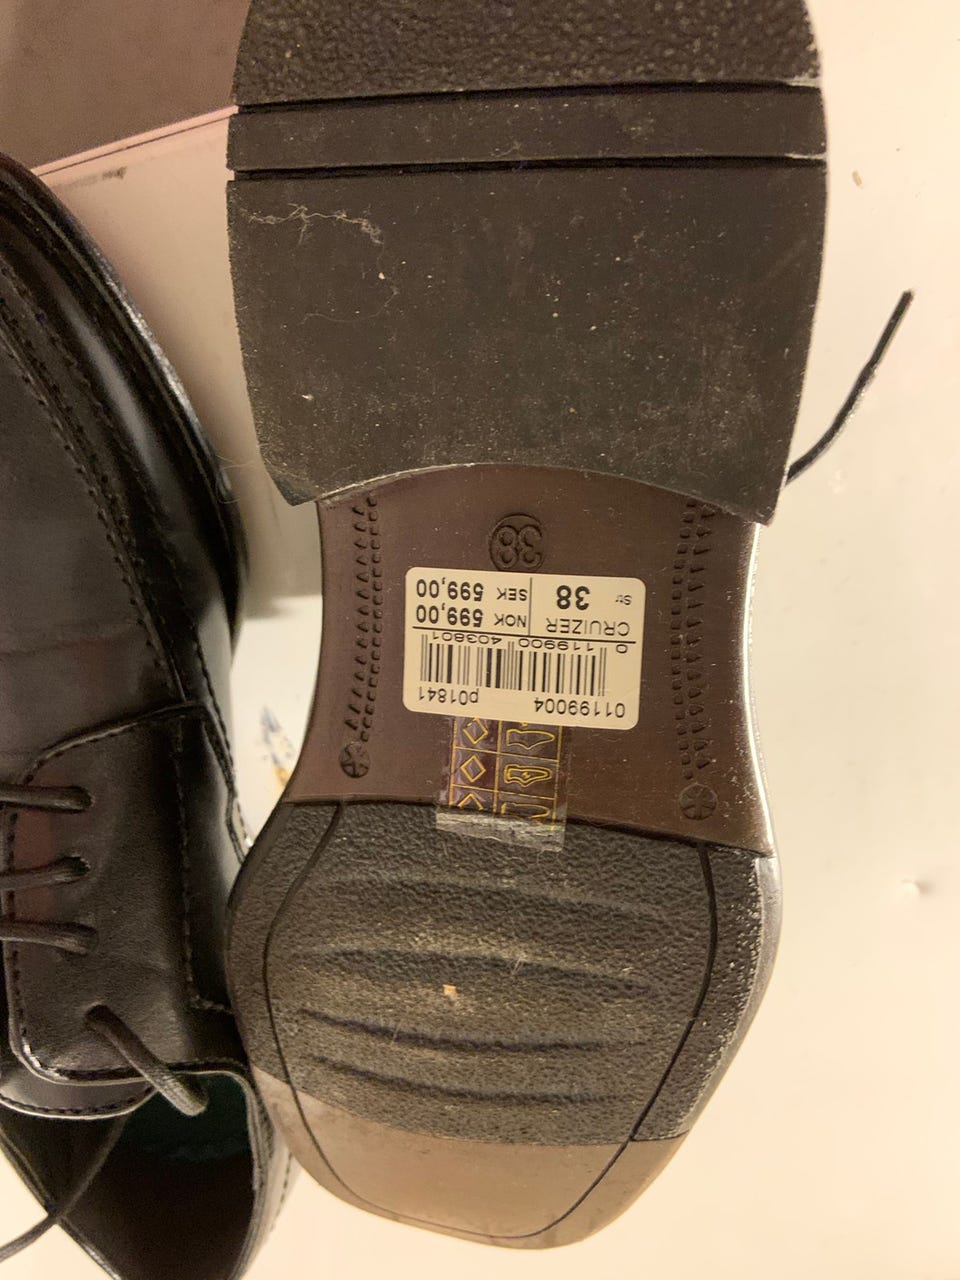 38
CRUIZER
Str 38
NOK 599,00
SEK 599,00
0 119900 403801
01199004 p01841